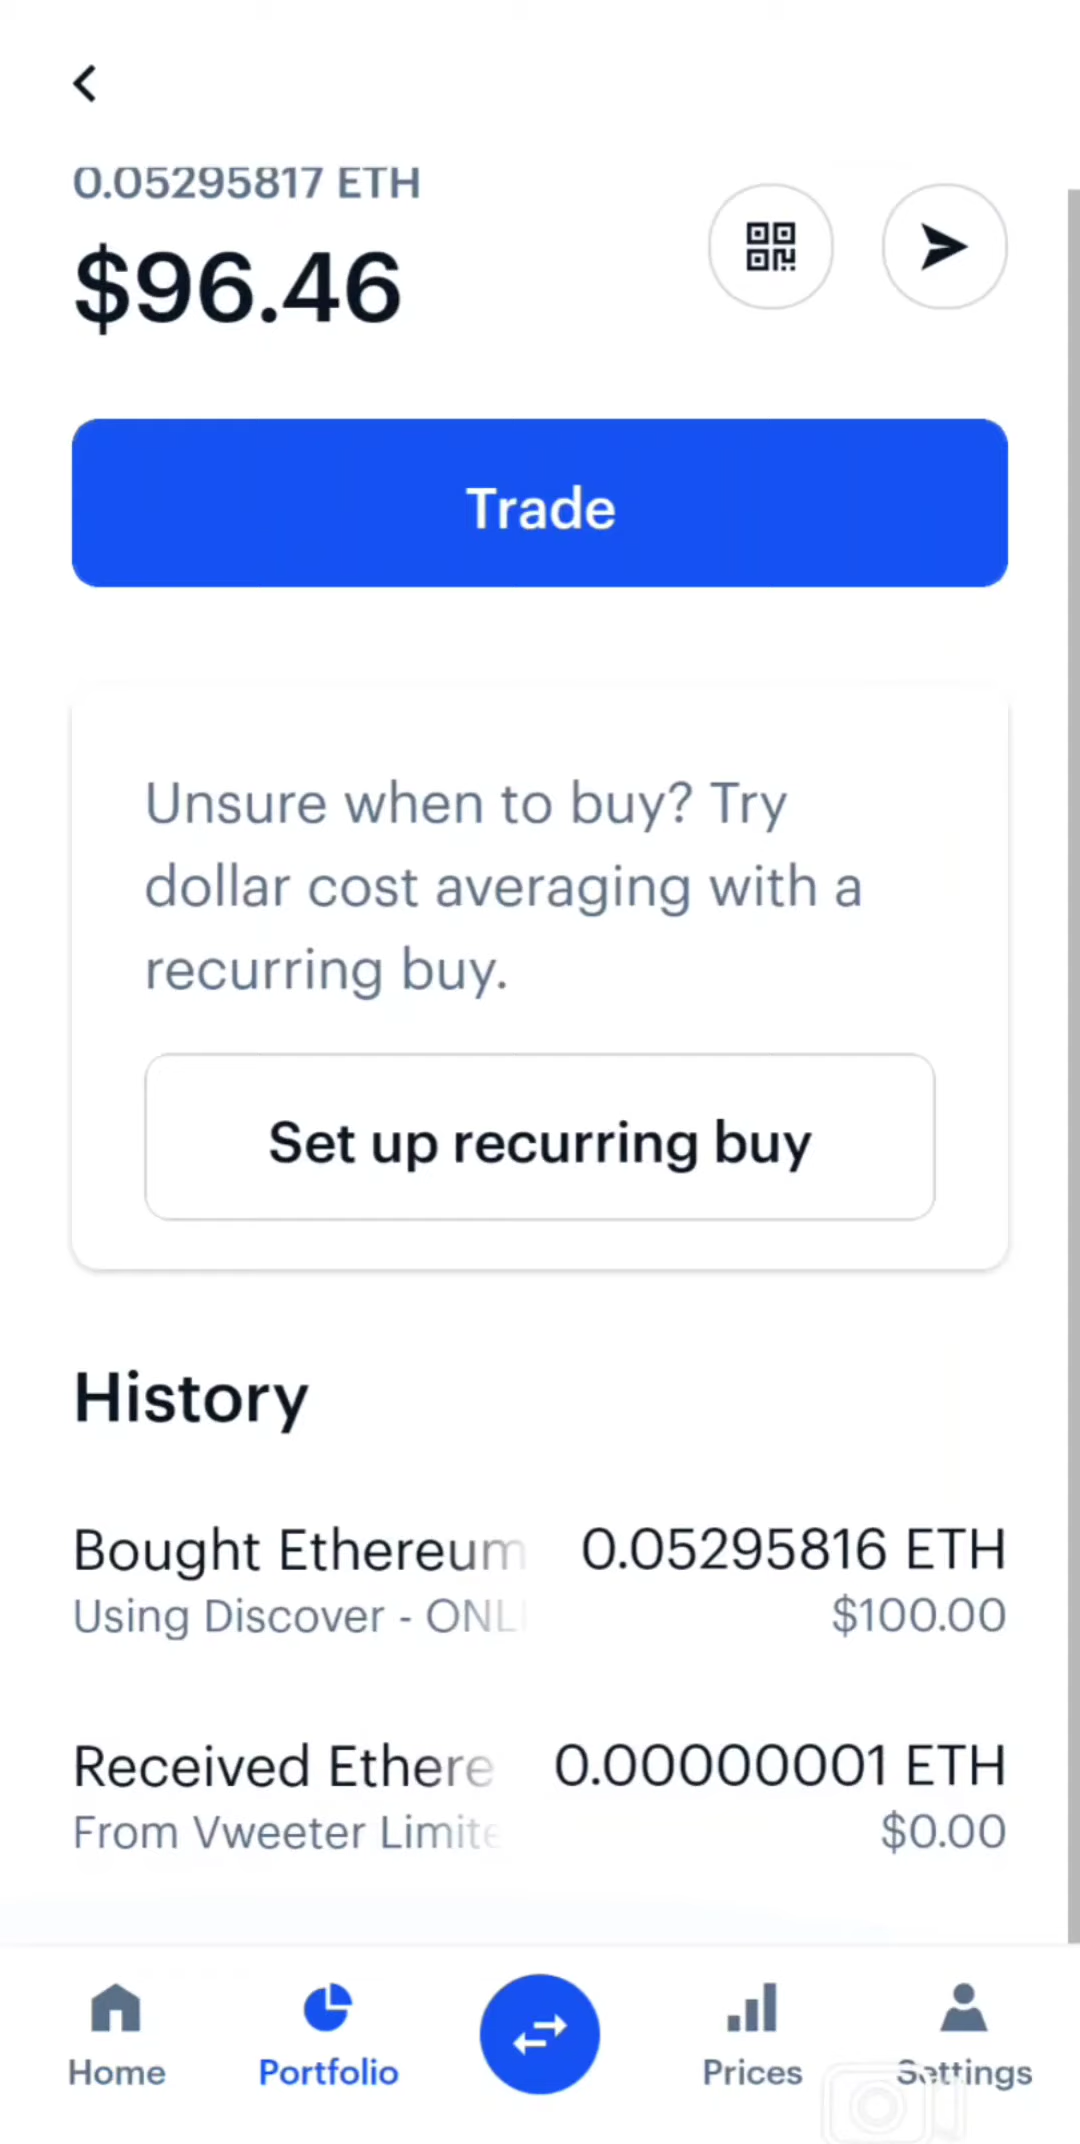 0.05295817 ETH
$96.46
Trade
Unsure when to buy? Try
dollar cost averaging with a
recurring buy.
Set up recurring buy
History
Bought Ethereum 0.05295816 ETH
Using Discover - ONL $100.00
Received Ethere 0.00000001 ETH
From Vweeter Limite $0.00
Home Portfolio Prices Settings